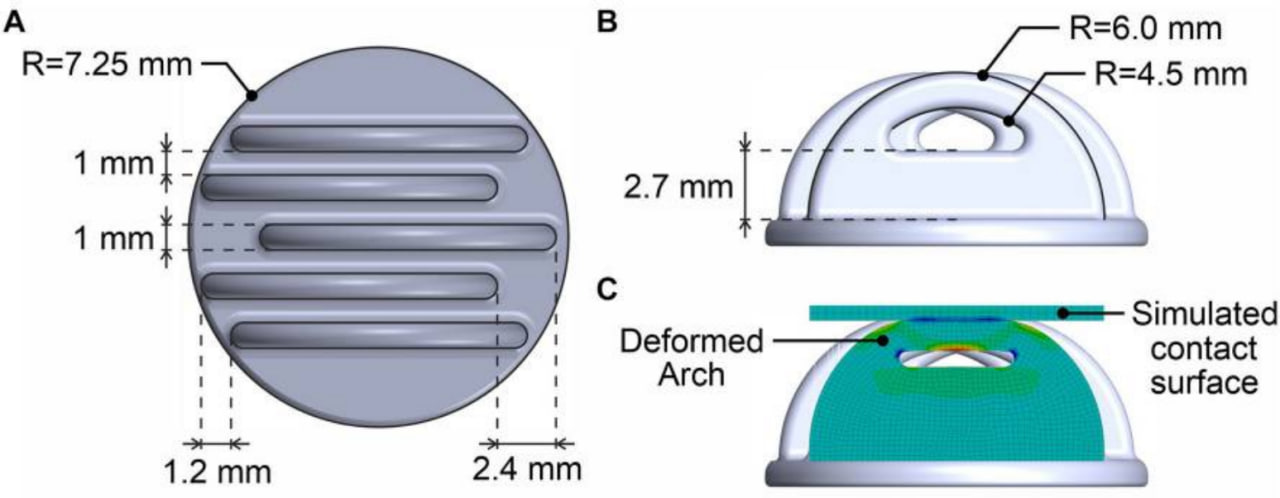 A
R=7.25 mm
1 mm
1 mm
1.2 mm
2.4 mm
B
R=6.0 mm
R=4.5 mm
2.7 mm
C
Deformed
Arch
Simulated
contact
surface